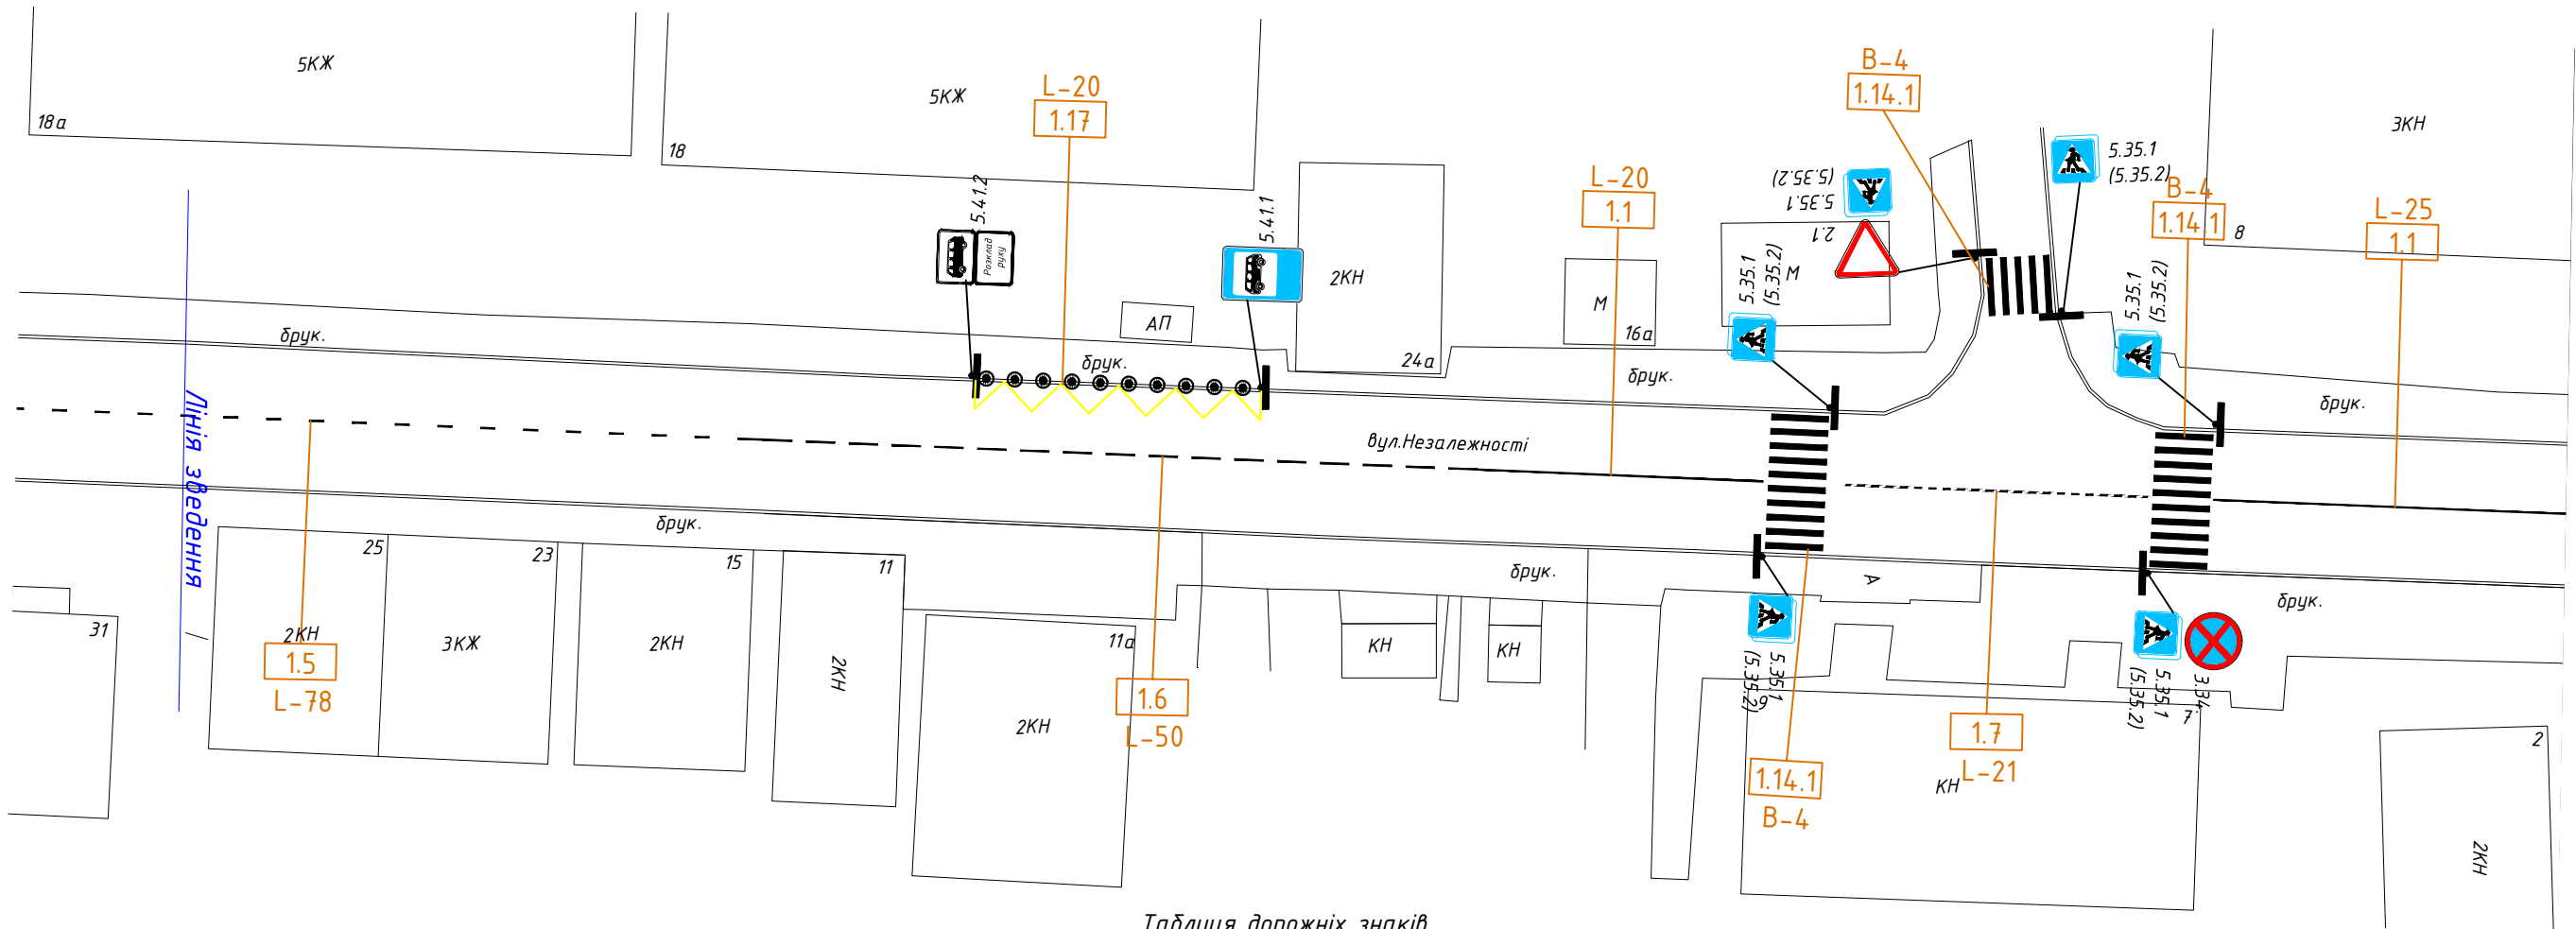 5КЖ
18а
5КЖ
18
L-20
1.17
5.41.2
Розклад
руху
5.41.1
2КН
24а
АП
L-20
1.1
М
16а
В-4
1.14.1
5.35.1
(5.35.2)
2.1
М
5.35.1
(5.35.2)
5.35.1
(5.35.2)
В-4
1.14.1
5.35.1
(5.35.2)
8
3КН
L-25
1.1
брук.
брук.
брук.
брук.
Лінія зведення
вул.Незалежності
брук.
брук.
брук.
А
31
25
2КН
1.5
L-78
23
3КЖ
15
2КН
11
2КН
11а
2КН
1.6
L-50
КН
КН
5.35.1
(5.35.2)
9
1.14.1
В-4
1.7
L-21
КН
5.35.1
(5.35.2)
3.34
7
2
2КН
Таблиця дорожніх знаків